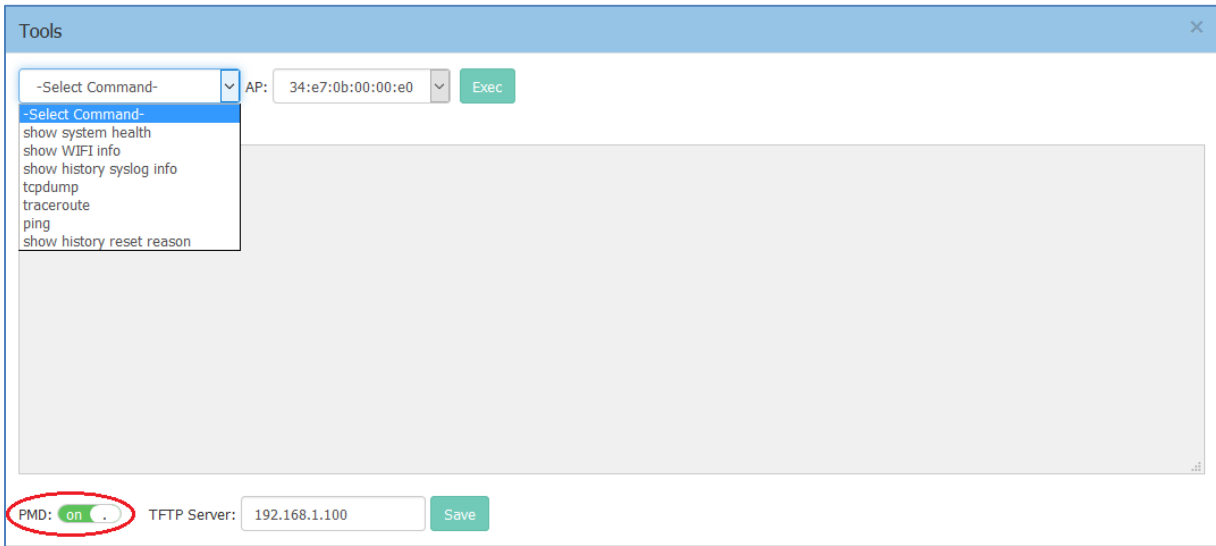 Tools ×
-Select Command- AP: 34:e7:0b:00:00:e0 Exec
-Select Command-
show system health
show WIFI info
show history syslog info
tcpdump
traceroute
ping
show history reset reason
PMD: on . TFTP Server: 192.168.1.100 Save